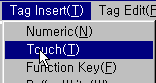 Tag Insert(T) Tag Edit(F
Numeric(N)
Touch(T)
Function Key(F)